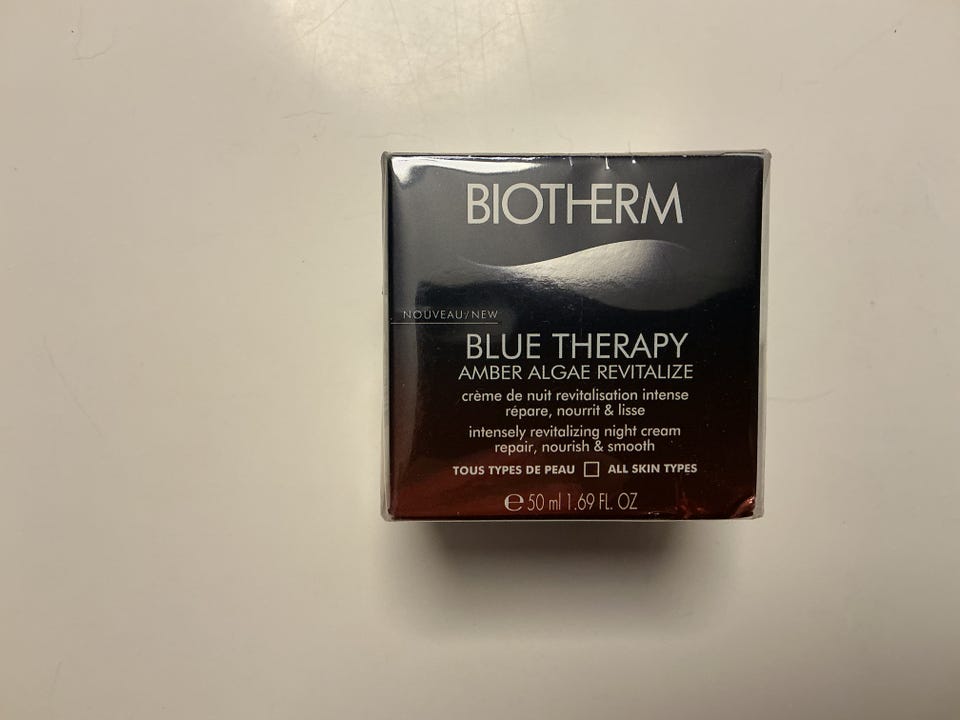 BIOTHERM
NOUVEAU/NEW
BLUE THERAPY
AMBER ALGAE REVITALIZE
crème de nuit revitalisation intense
répare, nourrit & lisse
intensely revitalizing night cream
repair, nourish & smooth
TOUS TYPES DE PEAU ALL SKIN TYPES
℮ 50 ml 1.69 FL. OZ